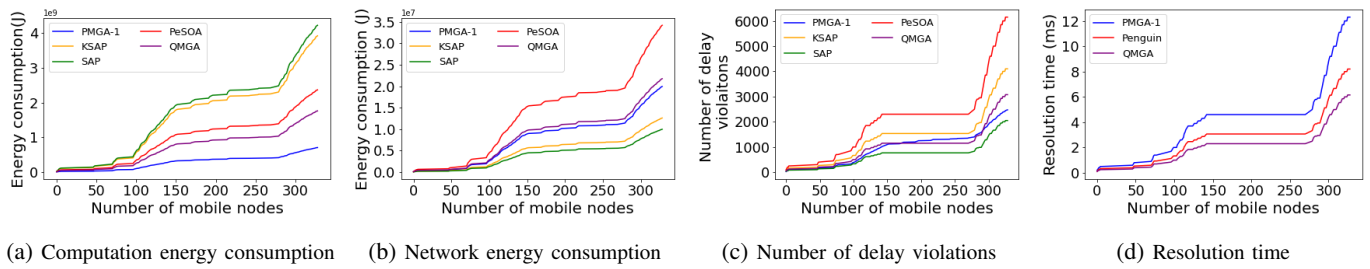 1e9
Energy consumption(J)
4
3
2
1
0
PMGA-1
KSAP
SAP
PeSOA
QMGA
0 50 100 150 200 250 300
Number of mobile nodes
(a) Computation energy consumption
1e7
Energy consumption (J)
3.5
3.0
2.5
2.0
1.5
1.0
0.5
0.0
PMGA-1
KSAP
SAP
PeSOA
QMGA
0 50 100 150 200 250 300
Number of mobile nodes
(b) Network energy consumption
Number of delay
violaitons
6000
5000
4000
3000
2000
1000
0
PMGA-1
KSAP
SAP
PeSOA
QMGA
0 50 100 150 200 250 300
Number of mobile nodes
(c) Number of delay violations
Resolution time (ms)
12
10
8
6
4
2
0
PMGA-1
Penguin
QMGA
0 50 100 150 200 250 300
Number of mobile nodes
(d) Resolution time